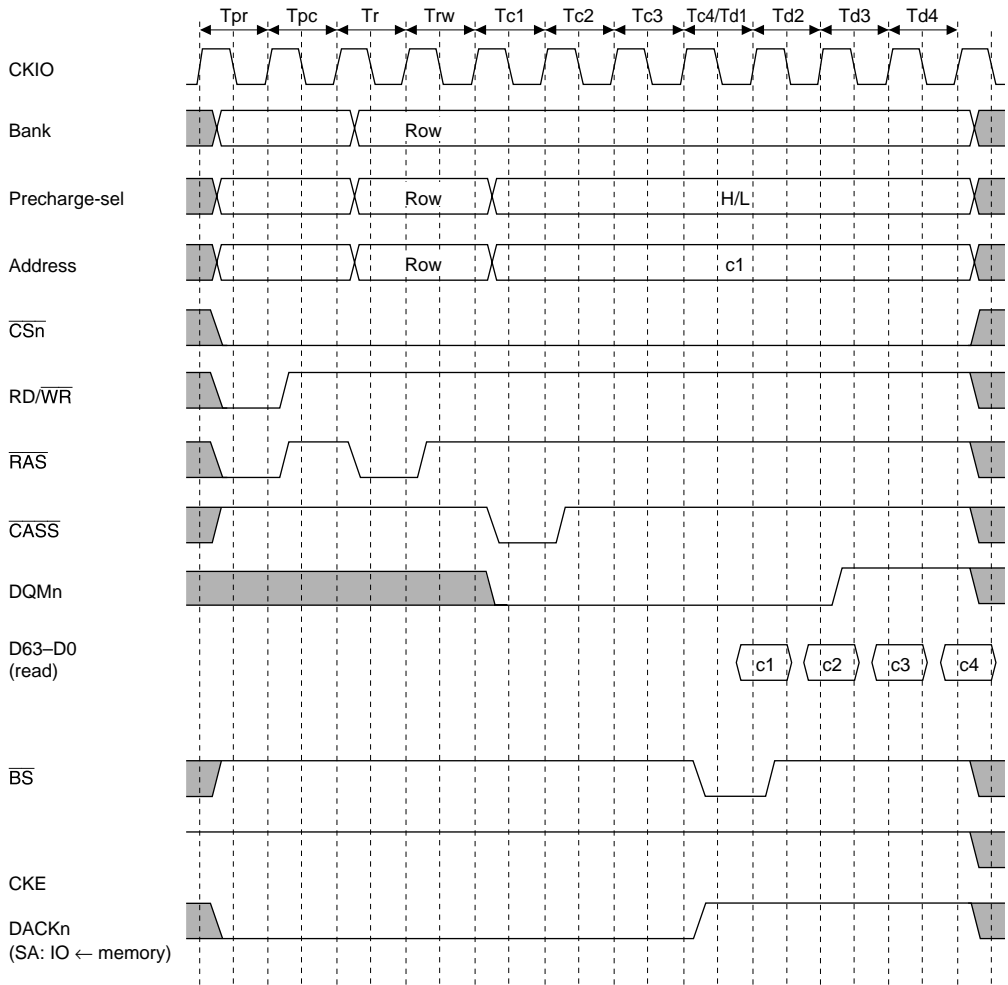 Tpr Tpc Tr Trw Tc1 Tc2 Tc3 Tc4/Td1 Td2 Td3 Td4
CKIO
Bank Row
Precharge-sel Row H/L
Address Row c1
CSn
RD/WR
RAS
CASS
DQMn
D63–D0
(read)
c1 c2 c3 c4
BS
CKE
DACKn
(SA: IO ← memory)